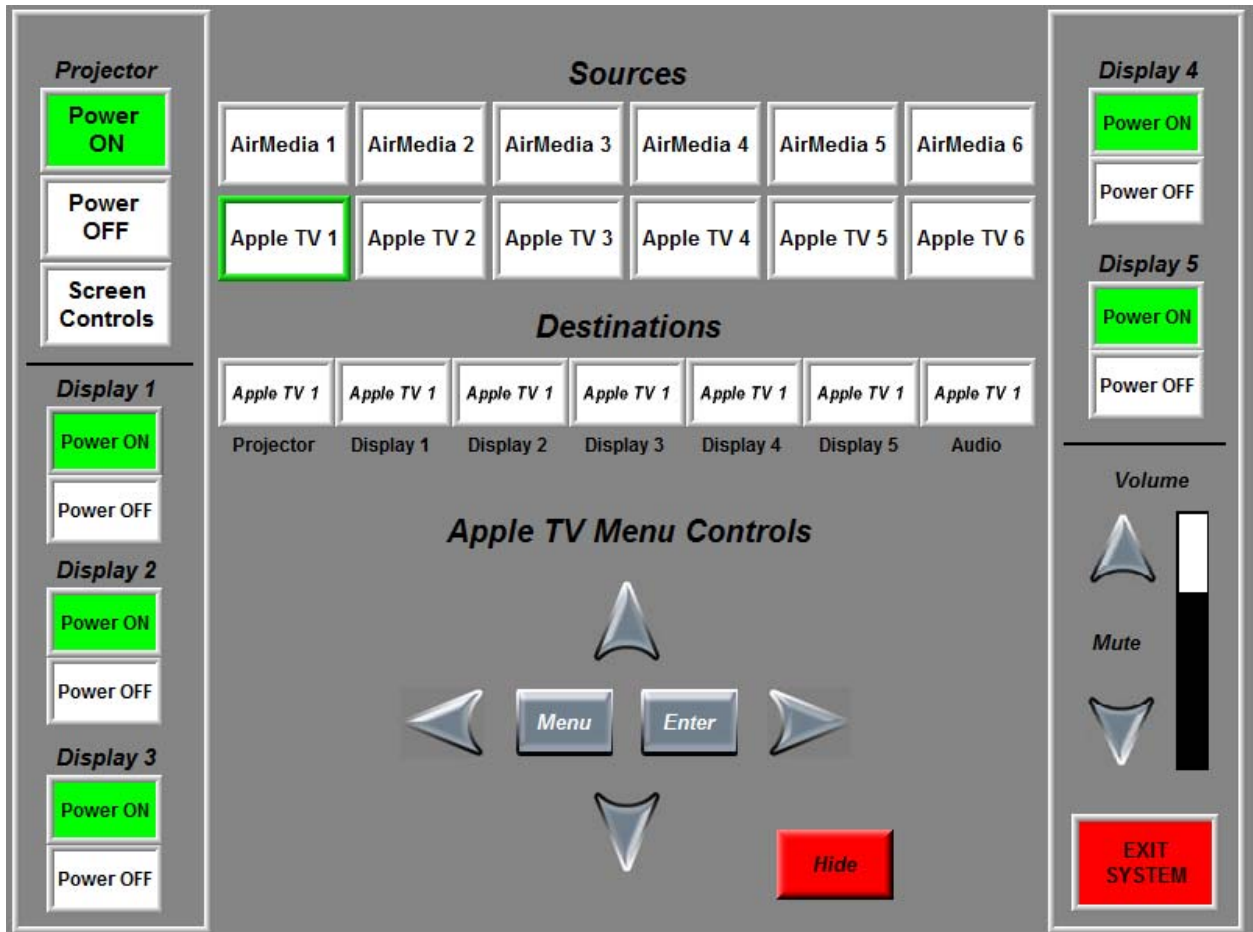 Projector
Power
ON
Power
OFF
Screen
Controls
Display 1
Power ON
Power OFF
Display 2
Power ON
Power OFF
Display 3
Power ON
Power OFF
Sources
AirMedia 1 AirMedia 2 AirMedia 3 AirMedia 4 AirMedia 5 AirMedia 6
Apple TV 1 Apple TV 2 Apple TV 3 Apple TV 4 Apple TV 5 Apple TV 6
Destinations
Apple TV 1 Apple TV 1 Apple TV 1 Apple TV 1 Apple TV 1 Apple TV 1 Apple TV 1
Projector Display 1 Display 2 Display 3 Display 4 Display 5 Audio
Apple TV Menu Controls
Menu Enter
Hide
Display 4
Power ON
Power OFF
Display 5
Power ON
Power OFF
Volume
Mute
EXIT
SYSTEM